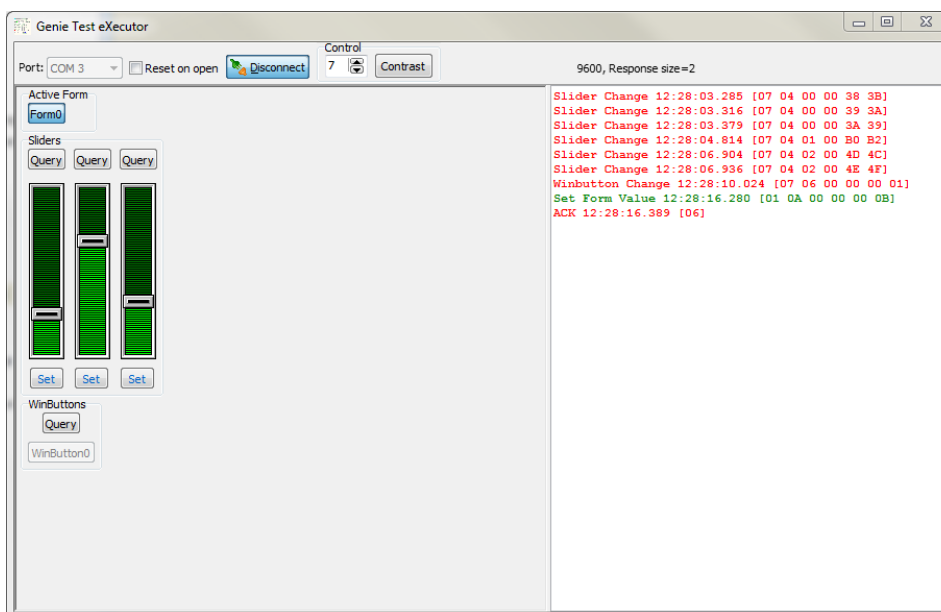 Genie Test eXecutor
Control
Port: COM 3 Reset on open Disconnect 7 Contrast 9600, Response size=2
Active Form
Form0
Sliders
Query Query Query
Set Set Set
WinButtons
Query
WinButton0
Slider Change 12:28:03.285 [07 04 00 00 38 3B]
Slider Change 12:28:03.316 [07 04 00 00 39 3A]
Slider Change 12:28:03.379 [07 04 00 00 3A 39]
Slider Change 12:28:04.814 [07 04 01 00 B0 B2]
Slider Change 12:28:06.904 [07 04 02 00 4D 4C]
Slider Change 12:28:06.936 [07 04 02 00 4E 4F]
Winbutton Change 12:28:10.024 [07 06 00 00 00 01]
Set Form Value 12:28:16.280 [01 0A 00 00 00 0B]
ACK 12:28:16.389 [06]